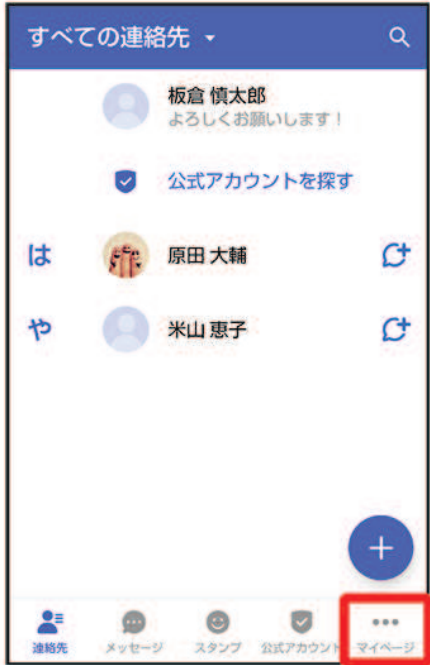 すべての連絡先
板倉 慎太郎
よろしくお願いします！
公式アカウントを探す
は
原田 大輔
や
米山 恵子
連絡先
メッセージ
スタンプ
公式アカウント
マイページ